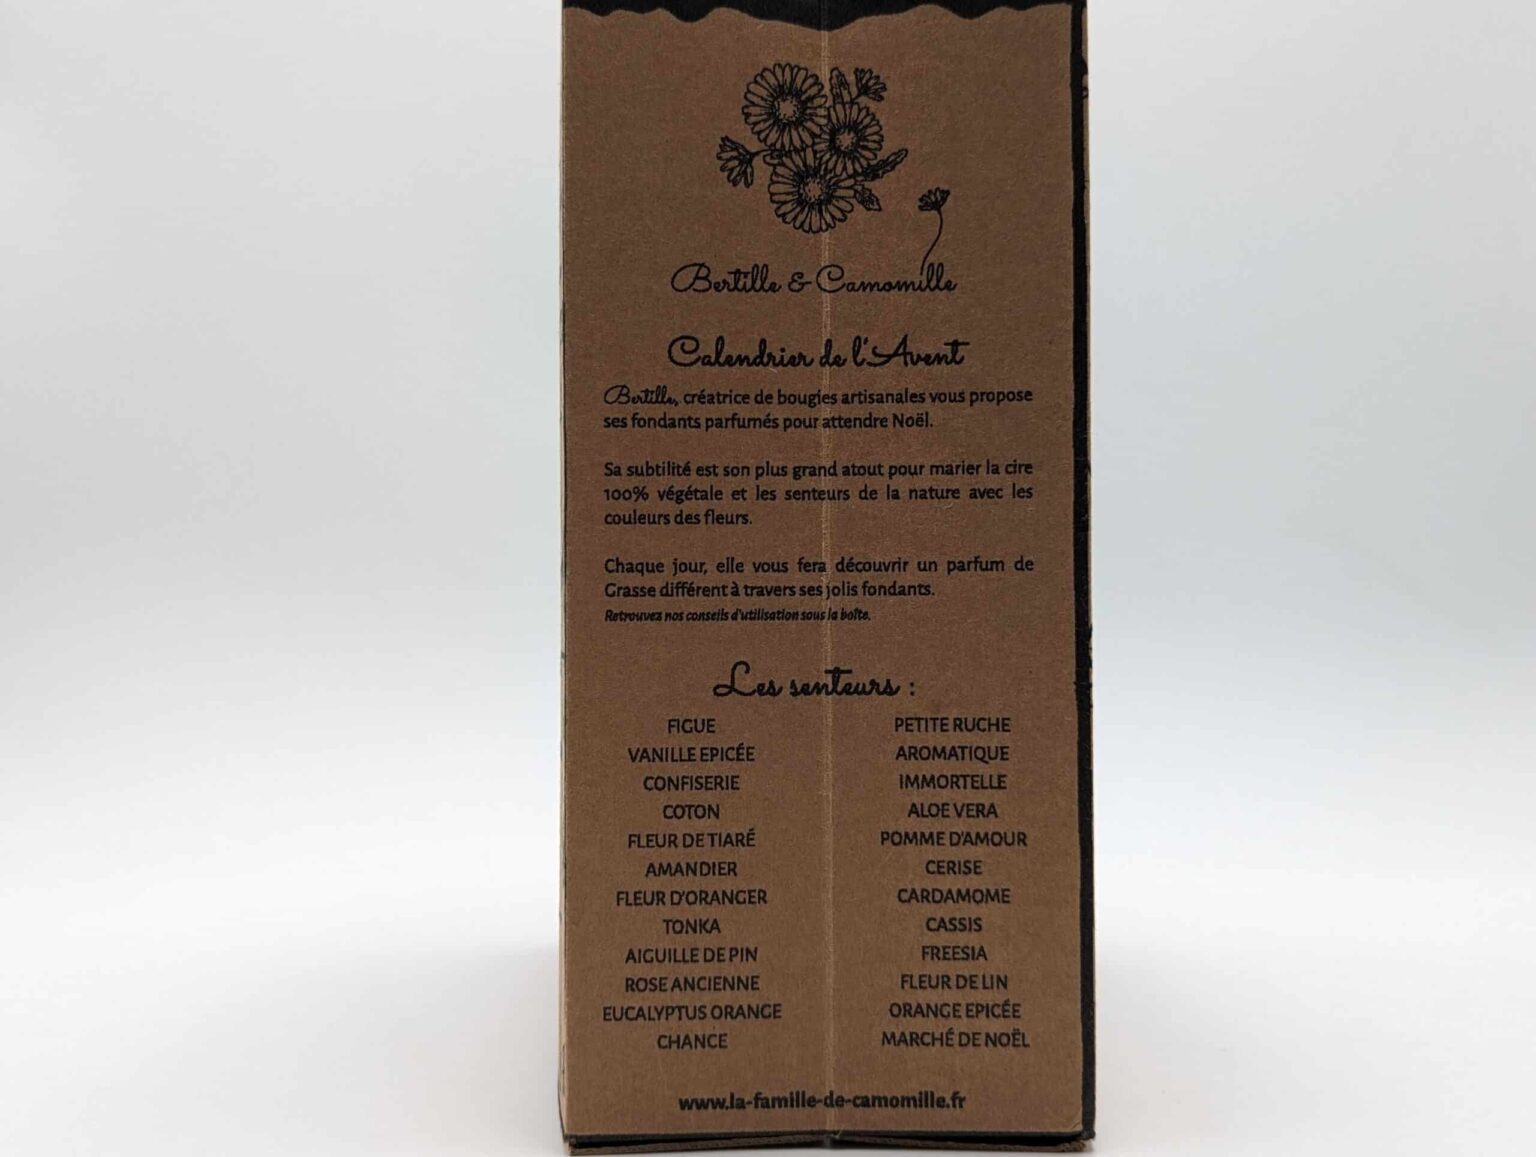 Bertille & Camomille
Calendrier de l'Avent
Bertille, créatrice de bougies artisanales vous propose
ses fondants parfumés pour attendre Noël.
Sa subtilité est son plus grand atout pour marier la cire
100% végétale et les senteurs de la nature avec les
couleurs des fleurs.
Chaque jour, elle vous fera découvrir un parfum de
Grasse différent à travers ses jolis fondants.
Retrouvez nos conseils d'utilisation sous la boîte.
Les senteurs :
FIGUE
VANILLE EPICÉE
CONFISERIE
COTON
FLEUR DE TIARÉ
AMANDIER
FLEUR D'ORANGER
TONKA
AIGUILLE DE PIN
ROSE ANCIENNE
EUCALYPTUS ORANGE
CHANCE
PETITE RUCHE
AROMATIQUE
IMMORTELLE
ALOE VERA
POMME D'AMOUR
CERISE
CARDAMOME
CASSIS
FREESIA
FLEUR DE LIN
ORANGE EPICÉE
MARCHÉ DE NOËL
www.la-famille-de-camomille.fr